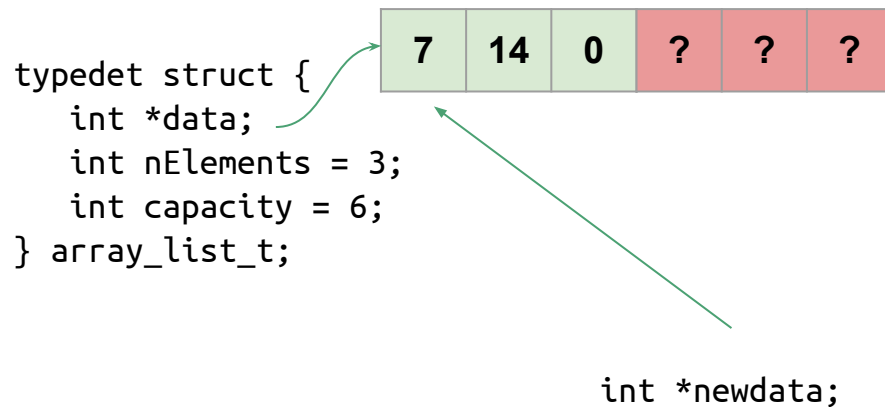 7 14 0 ? ? ?
typedet struct {
int *data;
int nElements = 3;
int capacity = 6;
} array_list_t;
int *newdata;